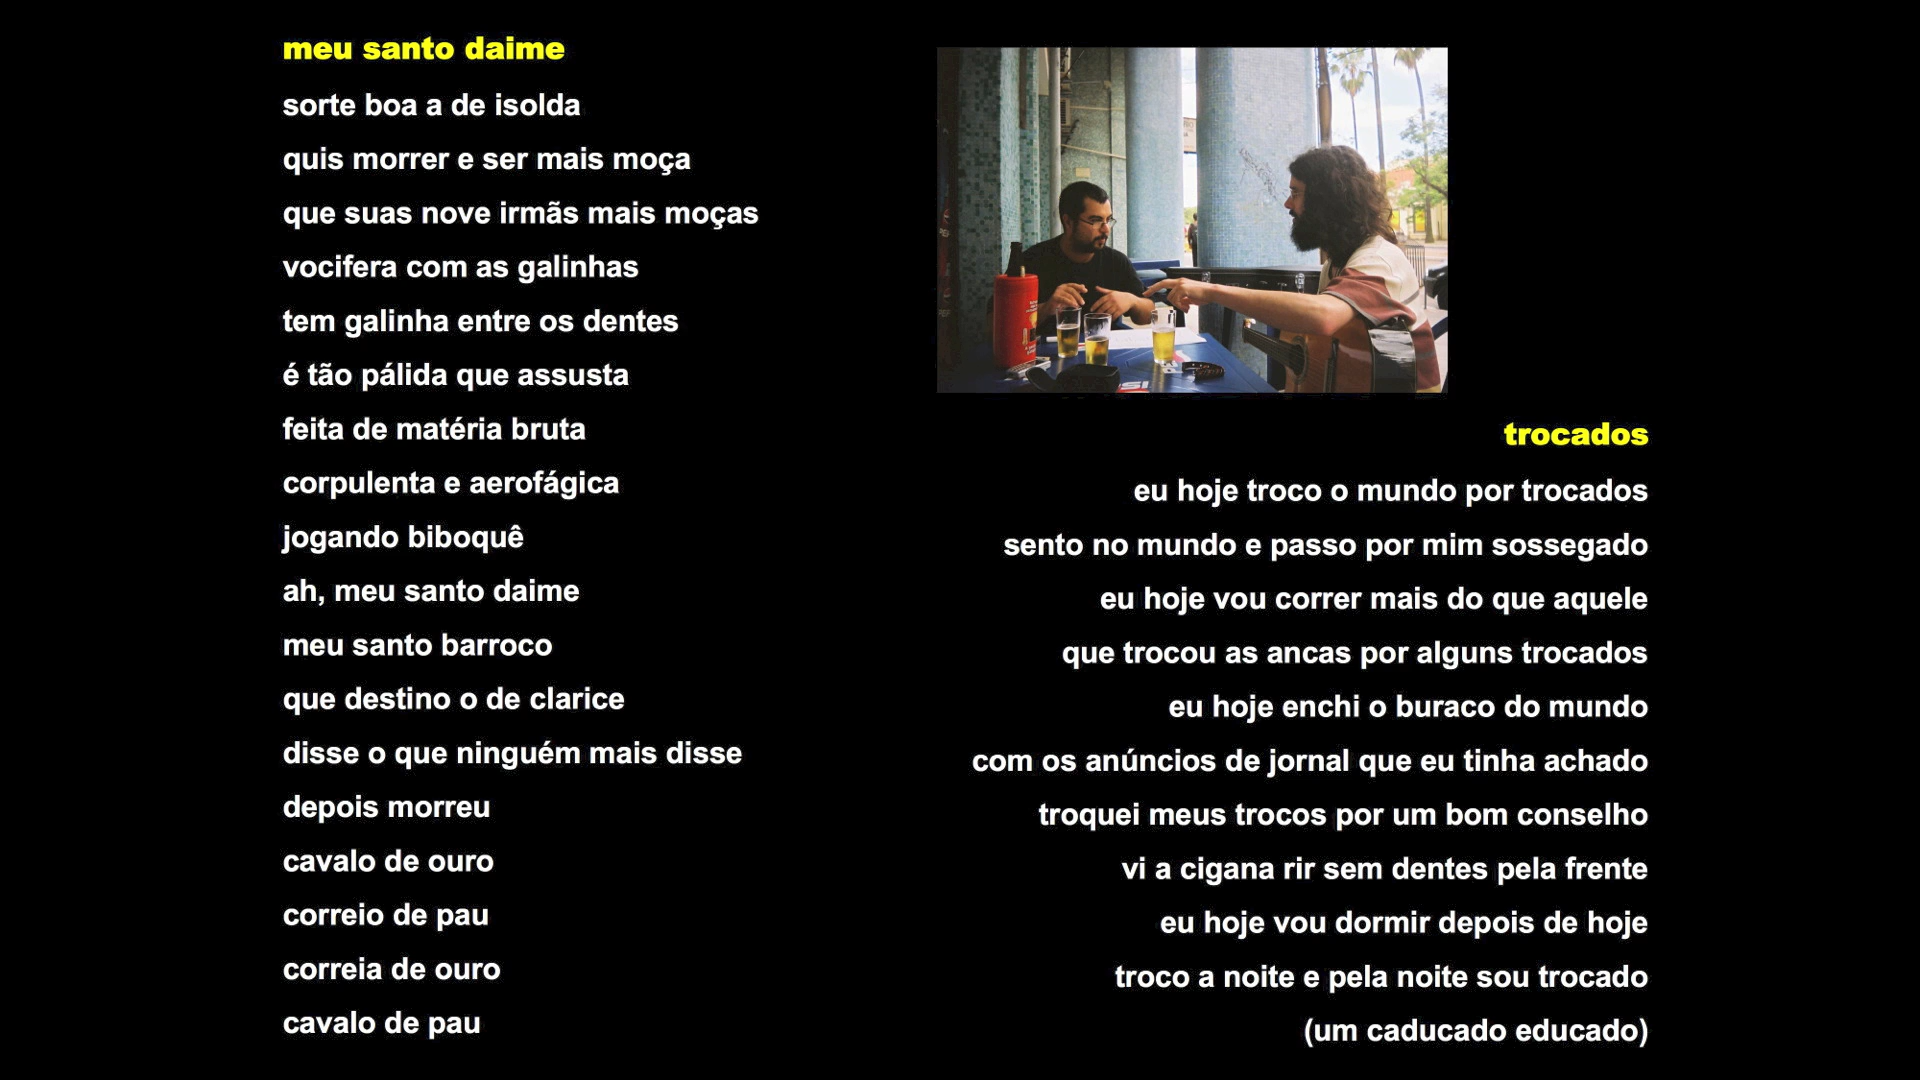 meu santo daime
sorte boa a de isolda
quis morrer e ser mais moça
que suas nove irmãs mais moças
vocifera com as galinhas
tem galinha entre os dentes
é tão pálida que assusta
feita de matéria bruta
corpulenta e aerofágica
jogando biboquê
ah, meu santo daime
meu santo barroco
que destino o de clarice
disse o que ninguém mais disse
depois morreu
cavalo de ouro
correio de pau
correia de ouro
cavalo de pau
trocados
eu hoje troco o mundo por trocados
sento no mundo e passo por mim sossegado
eu hoje vou correr mais do que aquele
que trocou as ancas por alguns trocados
eu hoje enchi o buraco do mundo
com os anúncios de jornal que eu tinha achado
troquei meus trocos por um bom conselho
vi a cigana rir sem dentes pela frente
eu hoje vou dormir depois de hoje
troco a noite e pela noite sou trocado
(um caducado educado)